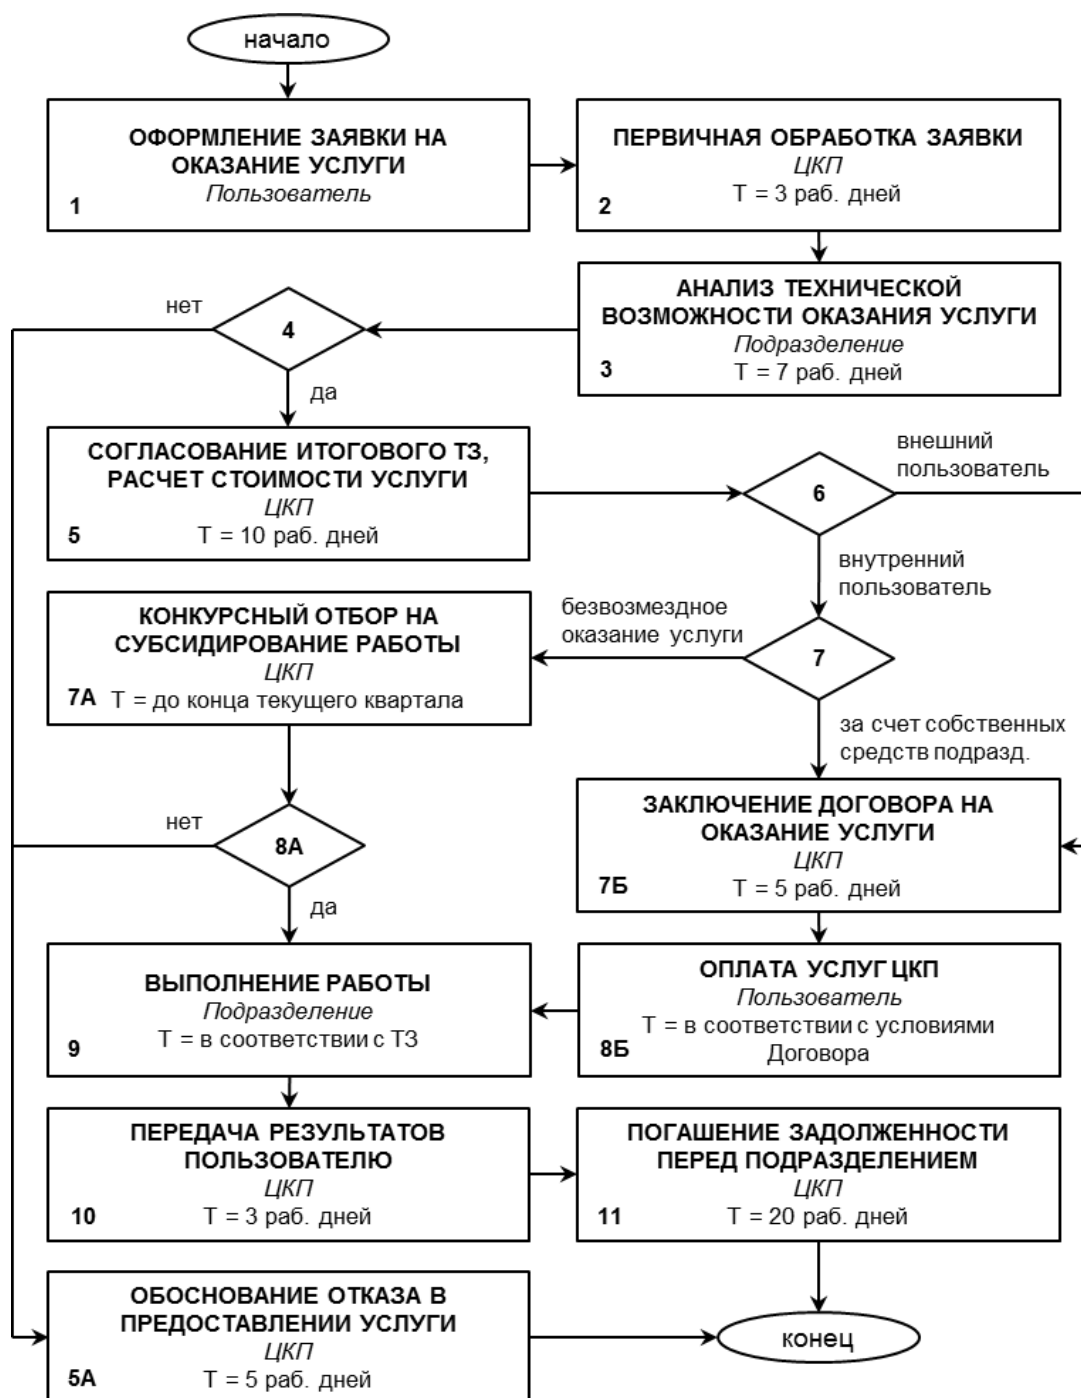 начало
ОФОРМЛЕНИЕ ЗАЯВКИ НА
ОКАЗАНИЕ УСЛУГИ
Пользователь
1
ПЕРВИЧНАЯ ОБРАБОТКА ЗАЯВКИ
ЦКП
Т = 3 раб. дней
2
АНАЛИЗ ТЕХНИЧЕСКОЙ
ВОЗМОЖНОСТИ ОКАЗАНИЯ УСЛУГИ
Подразделение
Т = 7 раб. дней
3
нет
4
да
СОГЛАСОВАНИЕ ИТОГОВОГО ТЗ,
РАСЧЕТ СТОИМОСТИ УСЛУГИ
ЦКП
Т = 10 раб. дней
5
внешний
пользователь
6
внутренний
пользователь
безвозмездное
оказание услуги
7
КОНКУРСНЫЙ ОТБОР НА
СУБСИДИРОВАНИЕ РАБОТЫ
ЦКП
7А Т = до конца текущего квартала
за счет собственных
средств подразд.
ЗАКЛЮЧЕНИЕ ДОГОВОРА НА
ОКАЗАНИЕ УСЛУГИ
ЦКП
Т = 5 раб. дней
7Б
нет
8А
да
ВЫПОЛНЕНИЕ РАБОТЫ
Подразделение
Т = в соответствии с ТЗ
9
ОПЛАТА УСЛУГ ЦКП
Пользователь
Т = в соответствии с условиями
Договора
8Б
ПЕРЕДАЧА РЕЗУЛЬТАТОВ
ПОЛЬЗОВАТЕЛЮ
ЦКП
Т = 3 раб. дней
10
ПОГАШЕНИЕ ЗАДОЛЖЕННОСТИ
ПЕРЕД ПОДРАЗДЕЛЕНИЕМ
ЦКП
Т = 20 раб. дней
11
ОБОСНОВАНИЕ ОТКАЗА В
ПРЕДОСТАВЛЕНИИ УСЛУГИ
ЦКП
Т = 5 раб. дней
5А
конец